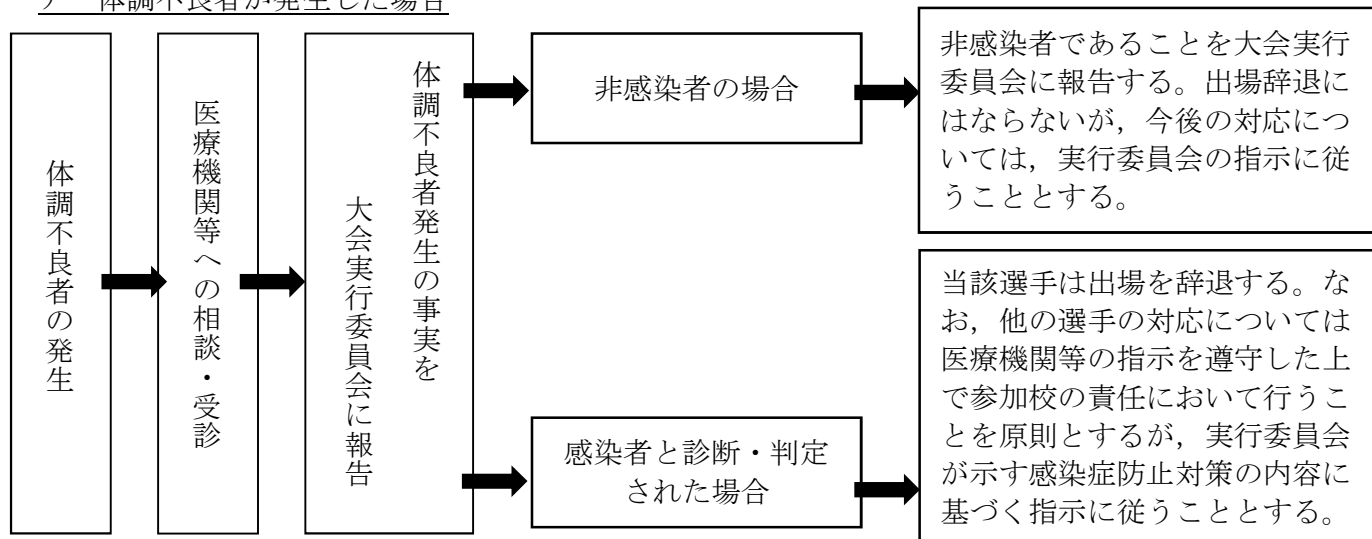 体調不良者が発生した場合
体調不良者の発生
医療機関等への相談・受診
体調不良者発生の事実を
大会実行委員会に報告
非感染者の場合
非感染者であることを大会実行
委員会に報告する。出場辞退に
はならないが，今後の対応につ
いては，実行委員会の指示に従
うこととする。
感染者と診断・判定
された場合
当該選手は出場を辞退する。な
お，他の選手の対応については
医療機関等の指示を遵守した上
で参加校の責任において行うこ
とを原則とするが，実行委員会
が示す感染症防止対策の内容に
基づく指示に従うこととする。